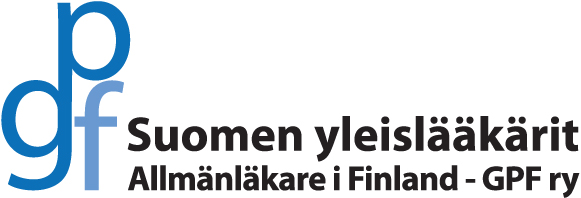 gpf
Suomen yleislääkärit
Allmänläkare i Finland - GPF ry